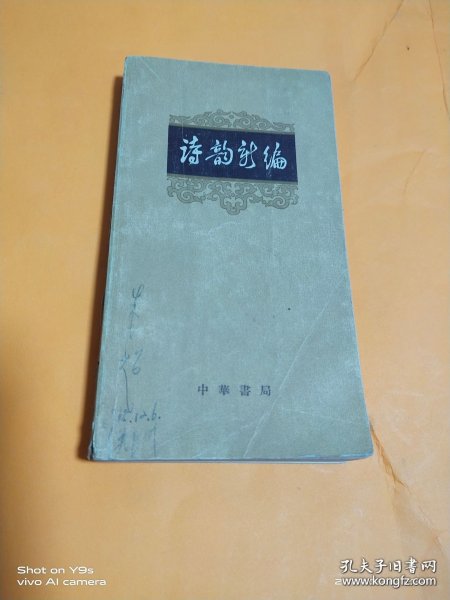 诗韵新编
中華書局
Shot on Y9s
vivo AI camera
孔夫子旧书网
www.kongfz.com